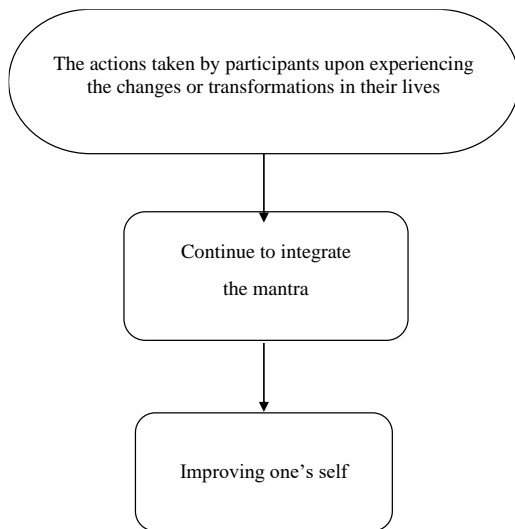 The actions taken by participants upon experiencing
the changes or transformations in their lives
Continue to integrate
the mantra
Improving one’s self